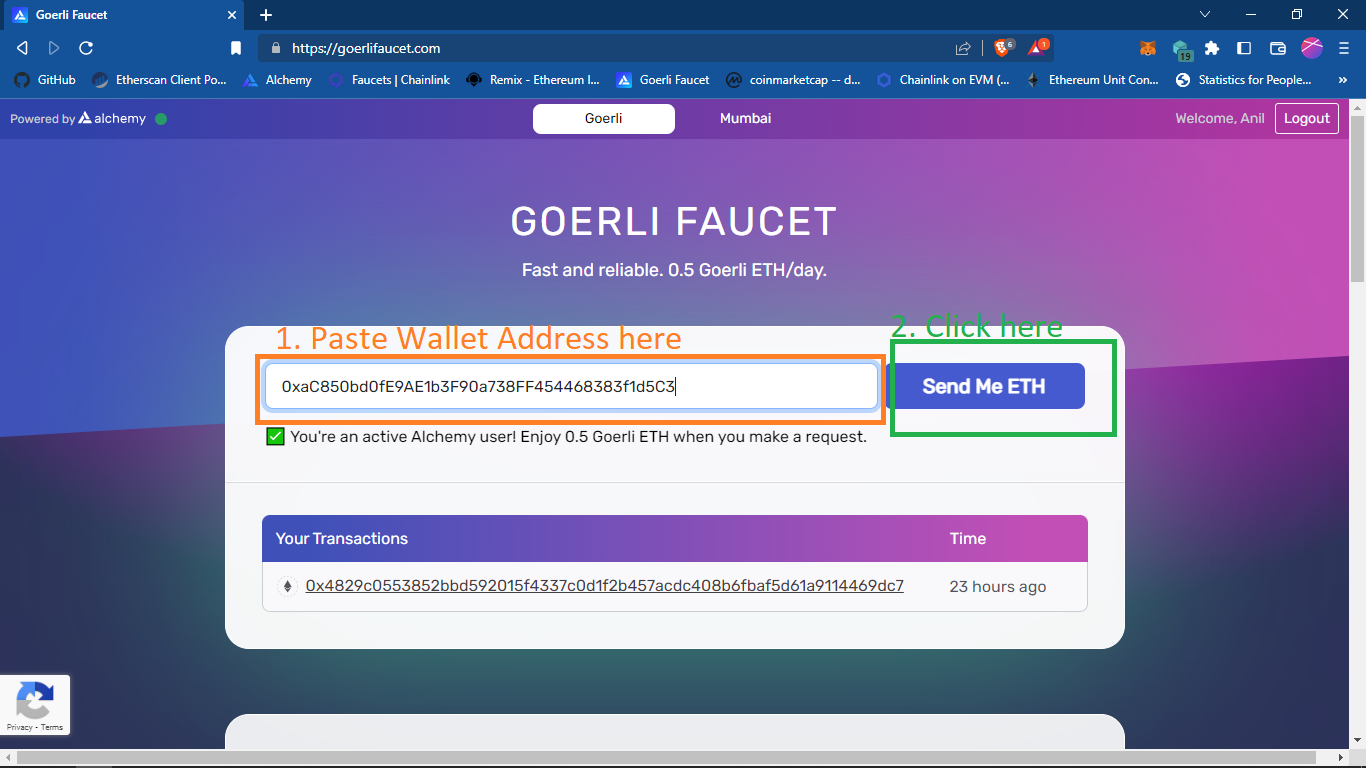 Goerli Faucet
https://goerlifaucet.com
6
1
19
GitHub
Etherscan Client Po...
Alchemy
Faucets | Chainlink
Remix - Ethereum I...
Goerli Faucet
coinmarketcap -- d...
Chainlink on EVM (...
Ethereum Unit Con...
Statistics for People...
Powered by alchemy
Goerli
Mumbai
Welcome, Anil
Logout
GOERLI FAUCET
Fast and reliable. 0.5 Goerli ETH/day.
1. Paste Wallet Address here
2. Click here
0xaC850bd0fE9AE1b3F90a738FF454468383f1d5C3
Send Me ETH
You're an active Alchemy user! Enjoy 0.5 Goerli ETH when you make a request.
Your Transactions
Time
0x4829c0553852bbd592015f4337c0d1f2b457acdc408b6fbaf5d61a9114469dc7
23 hours ago
Privacy - Terms